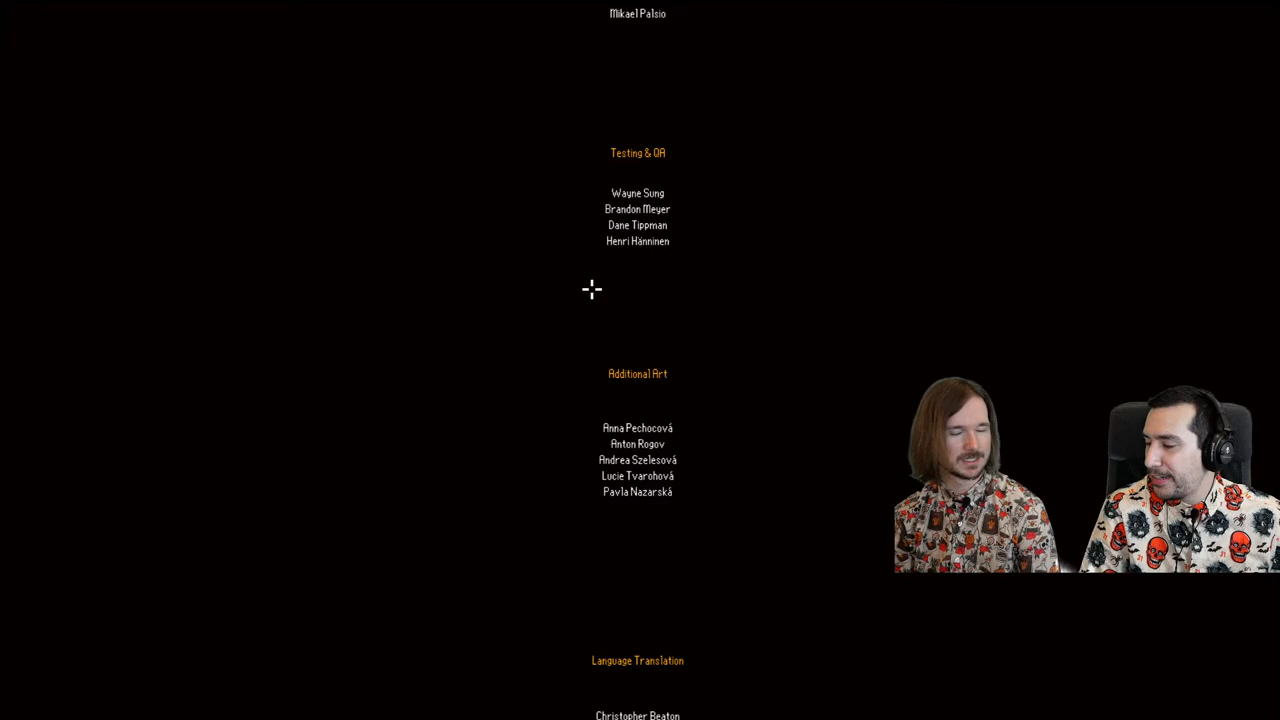 Mikael Palsio
Testing & QA
Wayne Sung
Brandon Meyer
Dane Tippman
Henri Hänninen
Additional Art
Anna Pechocová
Anton Rogov
Andrea Szelesová
Lucie Tvarohová
Pavla Nazarská
Language Translation
Christopher Beaton